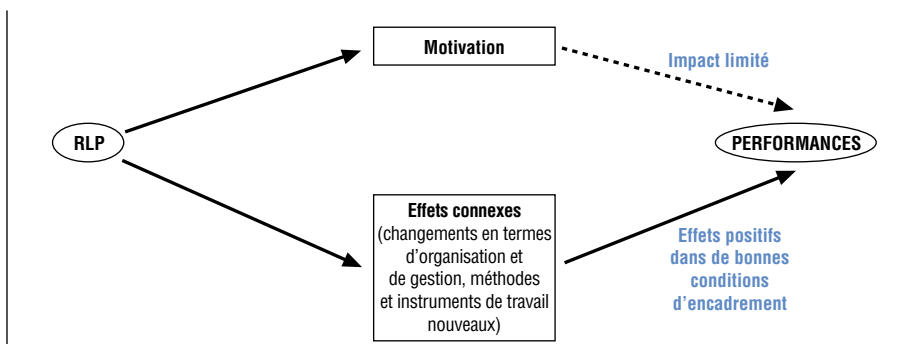 Motivation
Impact limité
RLP
PERFORMANCES
Effets connexes
(changements en termes
d'organisation et
de gestion, méthodes
et instruments de travail
nouveaux)
Effets positifs
dans de bonnes
conditions
d'encadrement